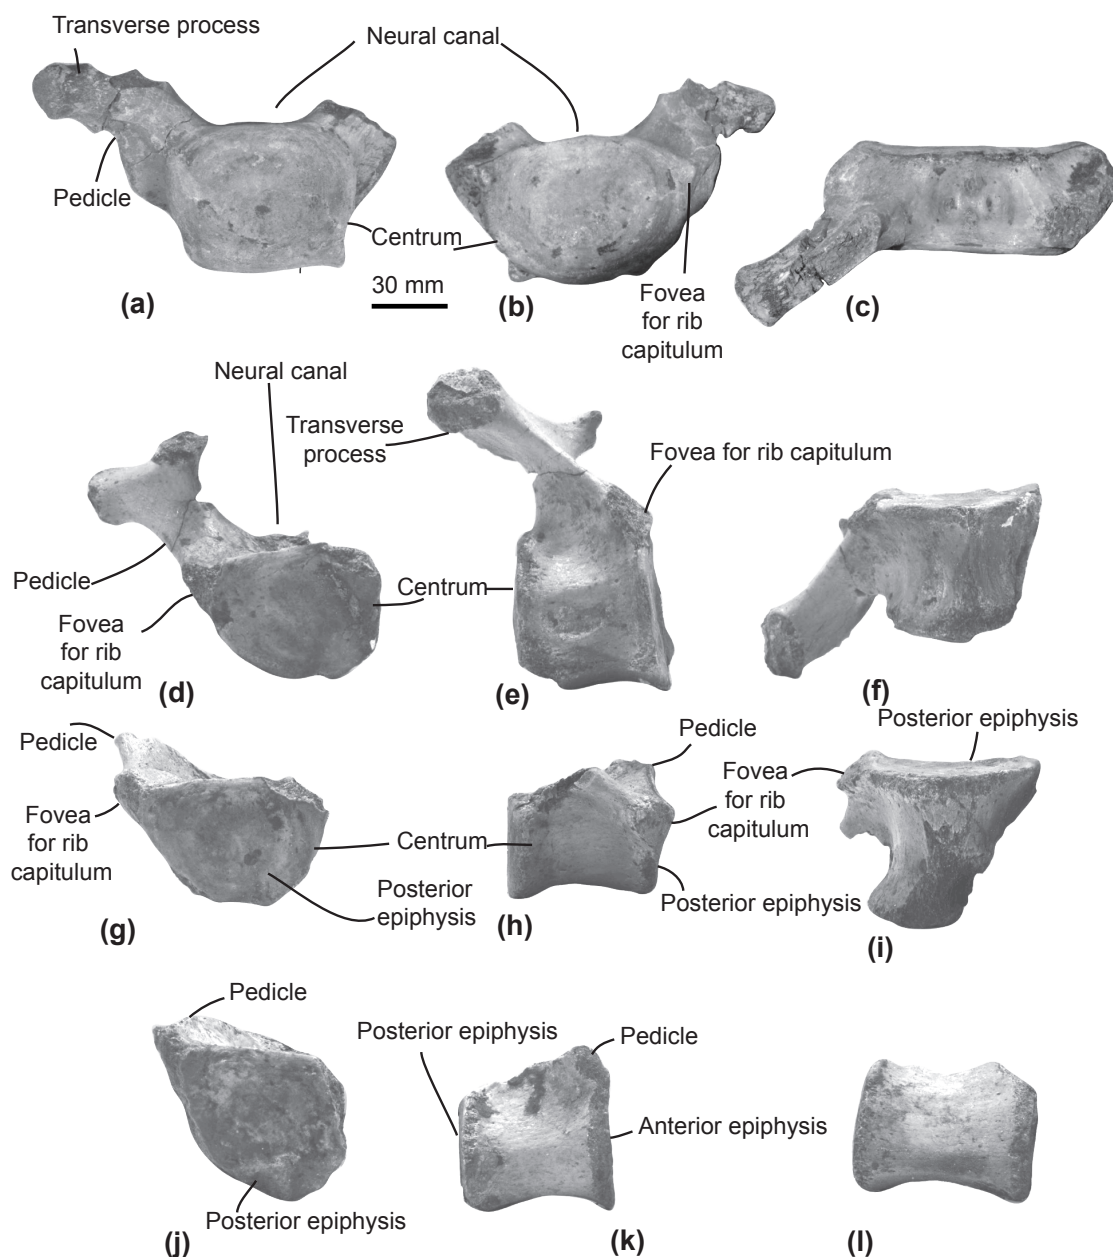 Transverse process
Neural canal
Pedicle
Centrum
30 mm
Fovea
for rib
capitulum
(a)
(b)
(c)
Neural canal
Transverse
process
Fovea for rib capitulum
Pedicle
Centrum
Fovea
for rib
capitulum
(d)
(e)
(f)
Pedicle
Posterior epiphysis
Pedicle
Fovea
for rib
capitulum
Fovea
for rib
capitulum
Centrum
Posterior
epiphysis
Posterior epiphysis
(g)
(h)
(i)
Pedicle
Posterior epiphysis
Pedicle
Anterior epiphysis
Posterior epiphysis
(j)
(k)
(l)